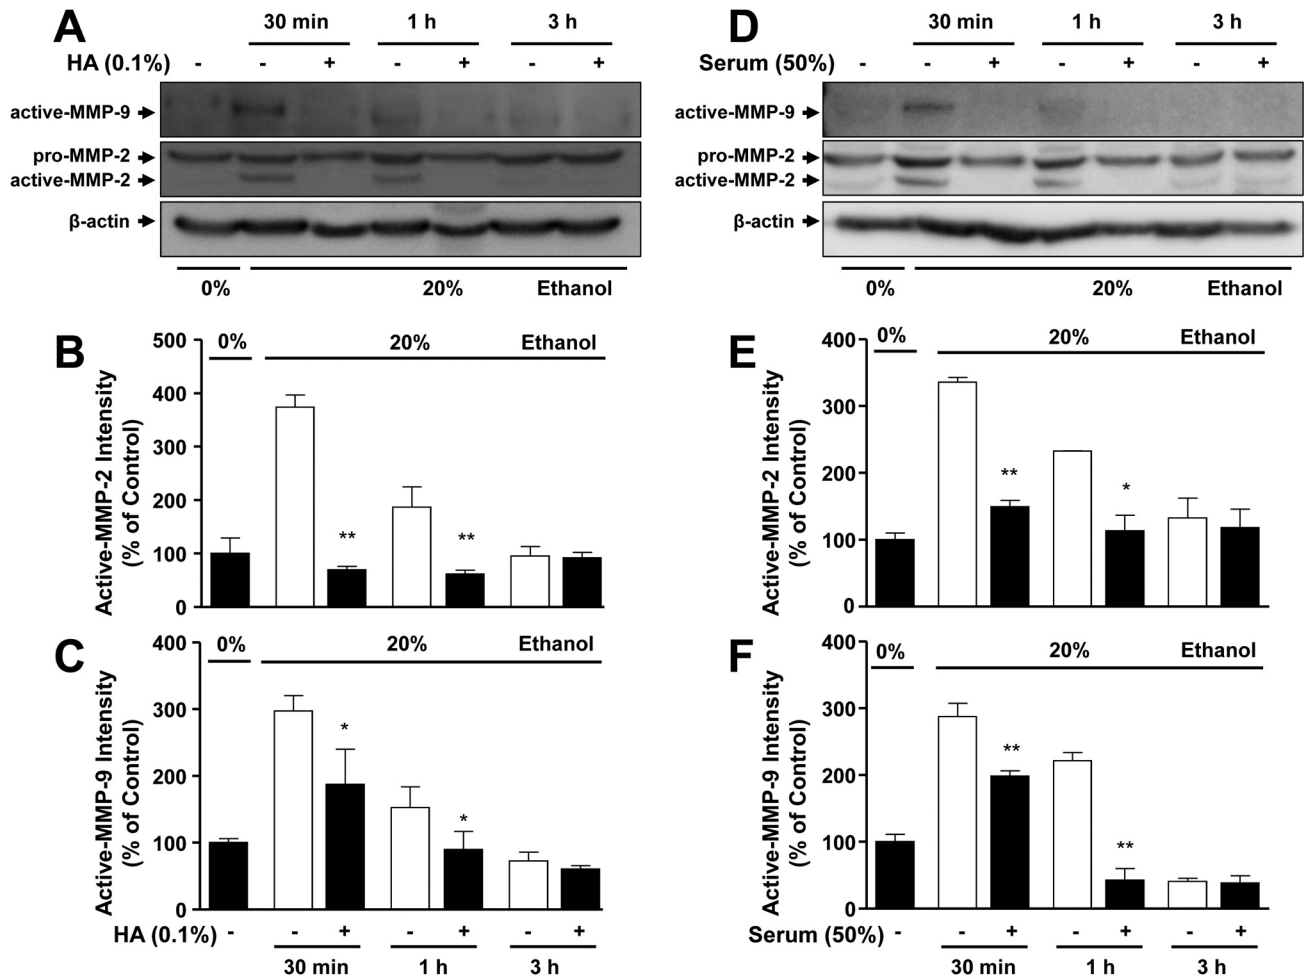 A
30 min 1 h 3 h
HA (0.1%) - - + - + - +
active-MMP-9
pro-MMP-2
active-MMP-2
β-actin
0% 20% Ethanol
D
30 min 1 h 3 h
Serum (50%) - - + - + - +
active-MMP-9
pro-MMP-2
active-MMP-2
β-actin
0% 20% Ethanol
B
0% 20% Ethanol
Active-MMP-2 Intensity
(% of Control)
500
400
300
200
100
0
** **
E
0% 20% Ethanol
Active-MMP-2 Intensity
(% of Control)
400
300
200
100
0
** *
C
0% 20% Ethanol
Active-MMP-9 Intensity
(% of Control)
400
300
200
100
0
* *
HA (0.1%) - - + - + - +
30 min 1 h 3 h
F
0% 20% Ethanol
Active-MMP-9 Intensity
(% of Control)
400
300
200
100
0
** **
Serum (50%) - - + - + - +
30 min 1 h 3 h